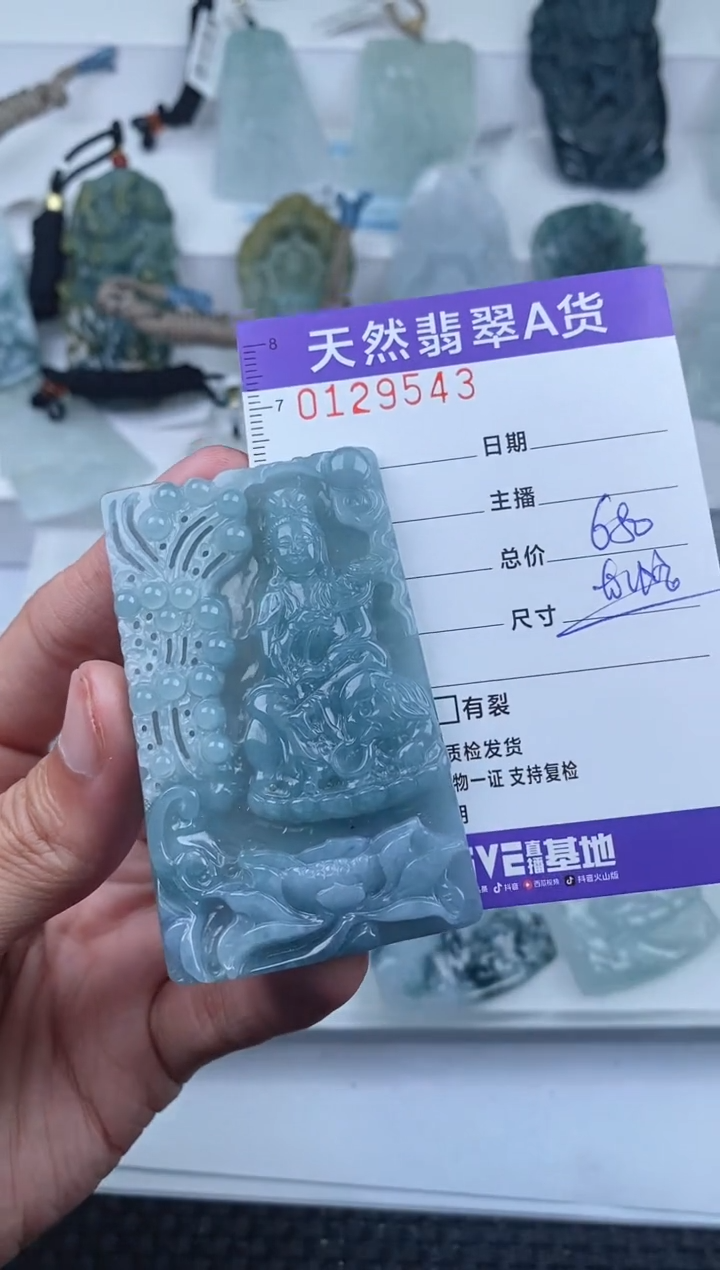 天然翡翠A货
8
7
0129543
日期
主播
总价 680
尺寸
有裂
质检发货
物一证 支持复检
VE直播基地
抖音 西瓜视频 抖音火山版